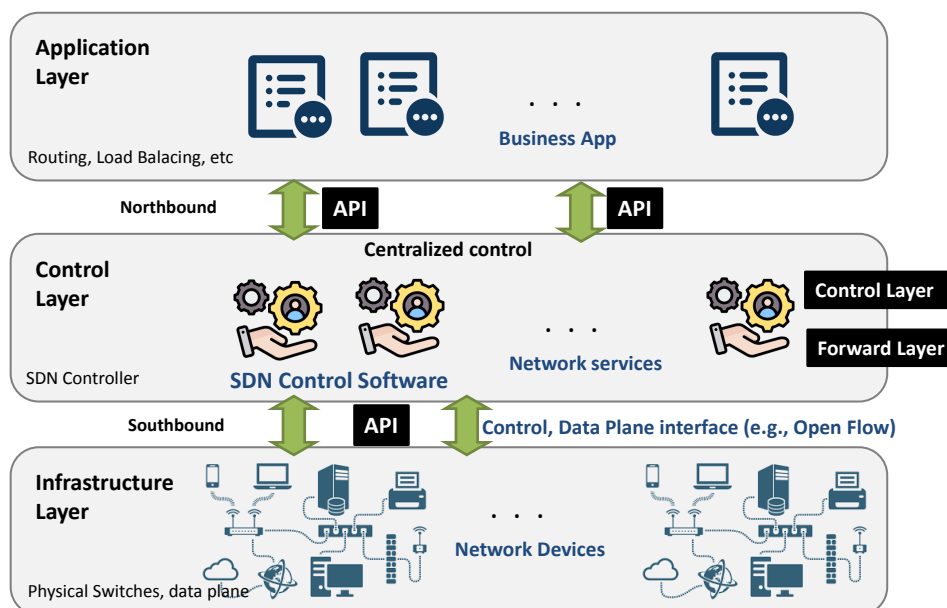 Application
Layer
. . .
Business App
Routing, Load Balacing, etc
Northbound
API
API
Centralized control
Control
Layer
Control Layer
. . .
Forward Layer
Network services
SDN Controller
SDN Control Software
Southbound
API
Control, Data Plane interface (e.g., Open Flow)
Infrastructure
Layer
. . .
Network Devices
Physical Switches, data plane